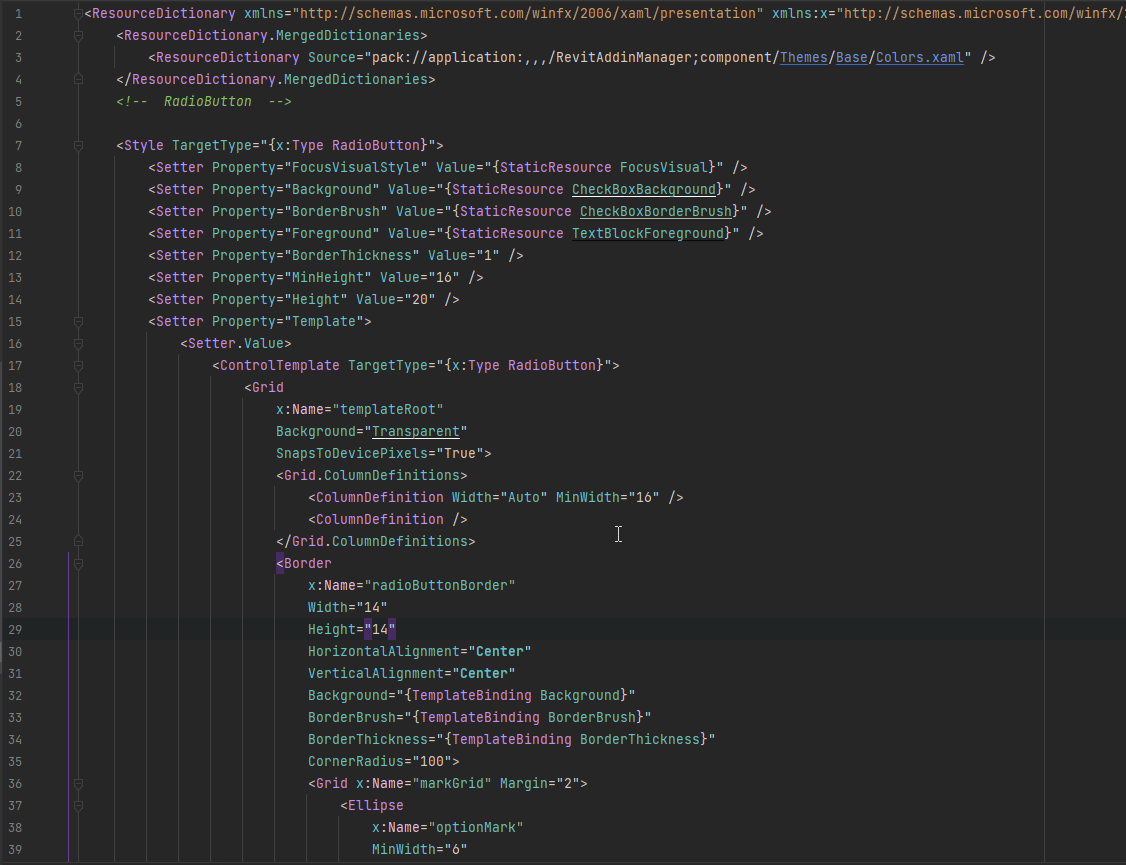 1 <ResourceDictionary xmlns="http://schemas.microsoft.com/winfx/2006/xaml/presentation" xmlns:x="http://schemas.microsoft.com/winfx/
2 <ResourceDictionary.MergedDictionaries>
3 <ResourceDictionary Source="pack://application:,,,/RevitAddinManager;component/Themes/Base/Colors.xaml" />
4 </ResourceDictionary.MergedDictionaries>
5 <!-- RadioButton -->
6
7 <Style TargetType="{x:Type RadioButton}">
8 <Setter Property="FocusVisualStyle" Value="{StaticResource FocusVisual}" />
9 <Setter Property="Background" Value="{StaticResource CheckBoxBackground}" />
10 <Setter Property="BorderBrush" Value="{StaticResource CheckBoxBorderBrush}" />
11 <Setter Property="Foreground" Value="{StaticResource TextBlockForeground}" />
12 <Setter Property="BorderThickness" Value="1" />
13 <Setter Property="MinHeight" Value="16" />
14 <Setter Property="Height" Value="20" />
15 <Setter Property="Template">
16 <Setter.Value>
17 <ControlTemplate TargetType="{x:Type RadioButton}">
18 <Grid
19 x:Name="templateRoot"
20 Background="Transparent"
21 SnapsToDevicePixels="True">
22 <Grid.ColumnDefinitions>
23 <ColumnDefinition Width="Auto" MinWidth="16" />
24 <ColumnDefinition />
25 </Grid.ColumnDefinitions>
26 <Border
27 x:Name="radioButtonBorder"
28 Width="14"
29 Height="14"
30 HorizontalAlignment="Center"
31 VerticalAlignment="Center"
32 Background="{TemplateBinding Background}"
33 BorderBrush="{TemplateBinding BorderBrush}"
34 BorderThickness="{TemplateBinding BorderThickness}"
35 CornerRadius="100">
36 <Grid x:Name="markGrid" Margin="2">
37 <Ellipse
38 x:Name="optionMark"
39 MinWidth="6"